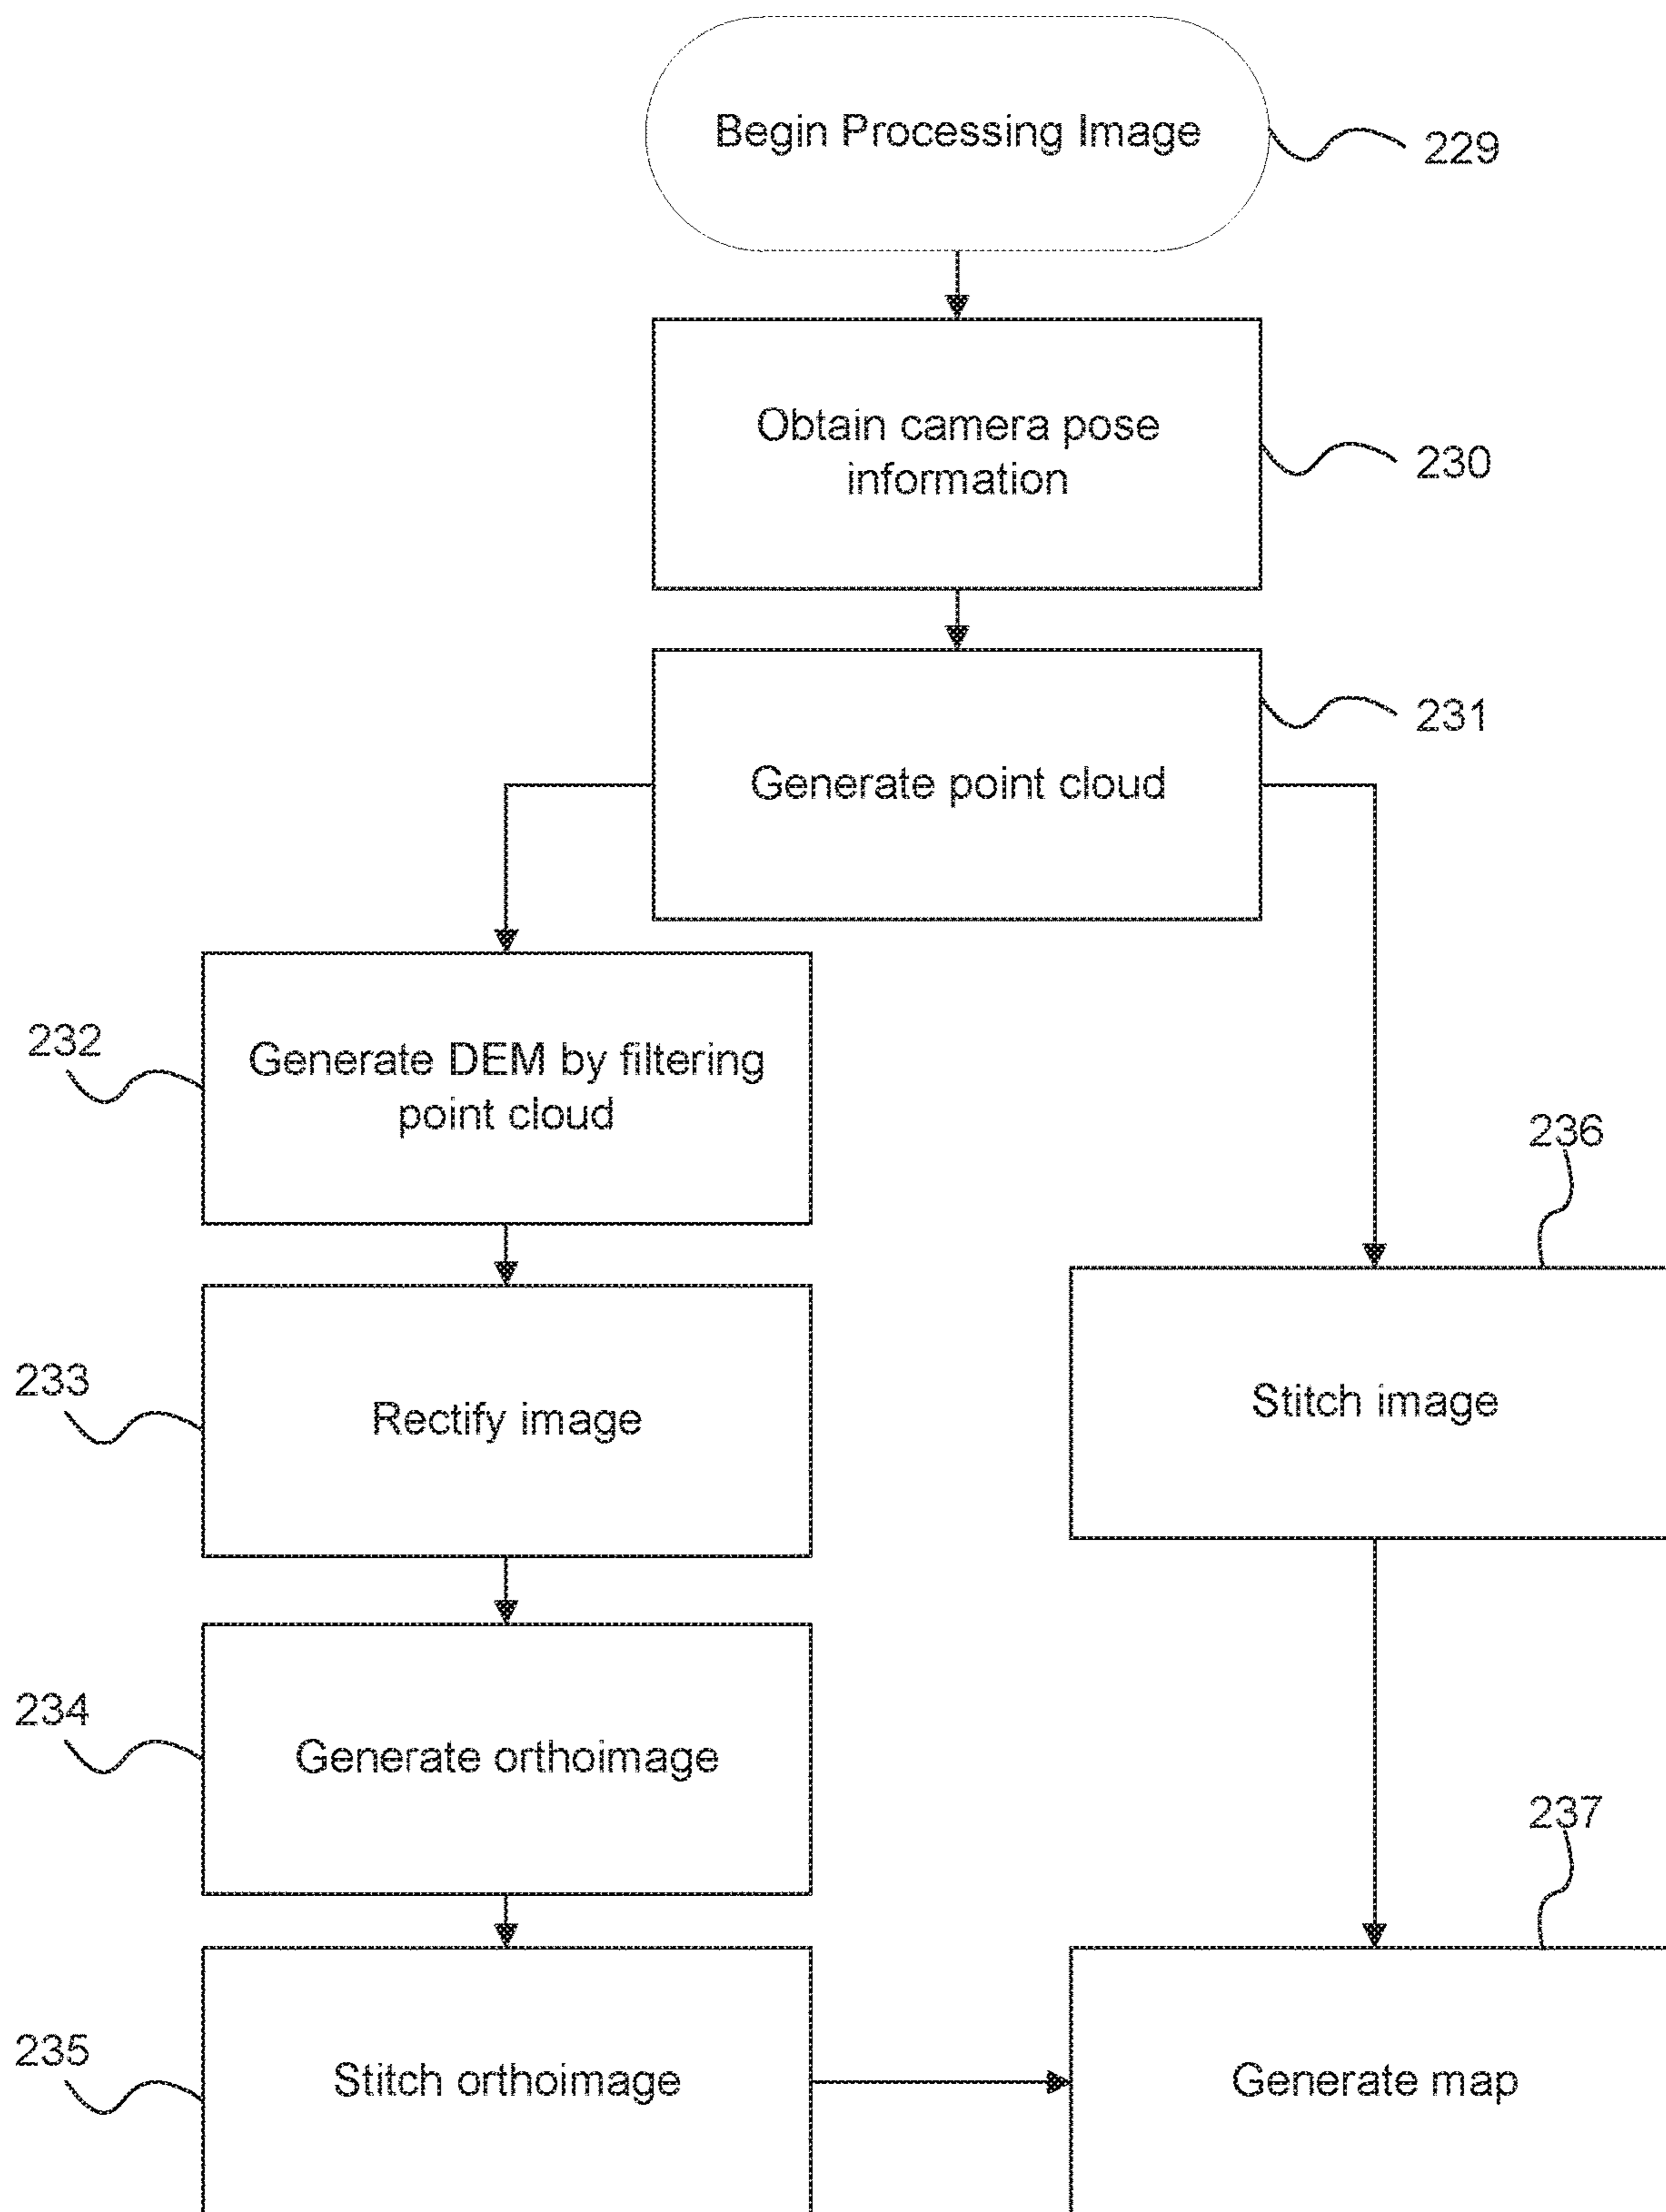 Begin Processing Image
229
Obtain camera pose
information
230
231
Generate point cloud
232
Generate DEM by filtering
point cloud
236
233
Rectify image
Stitch image
234
Generate orthoimage
237
235
Stitch orthoimage
Generate map